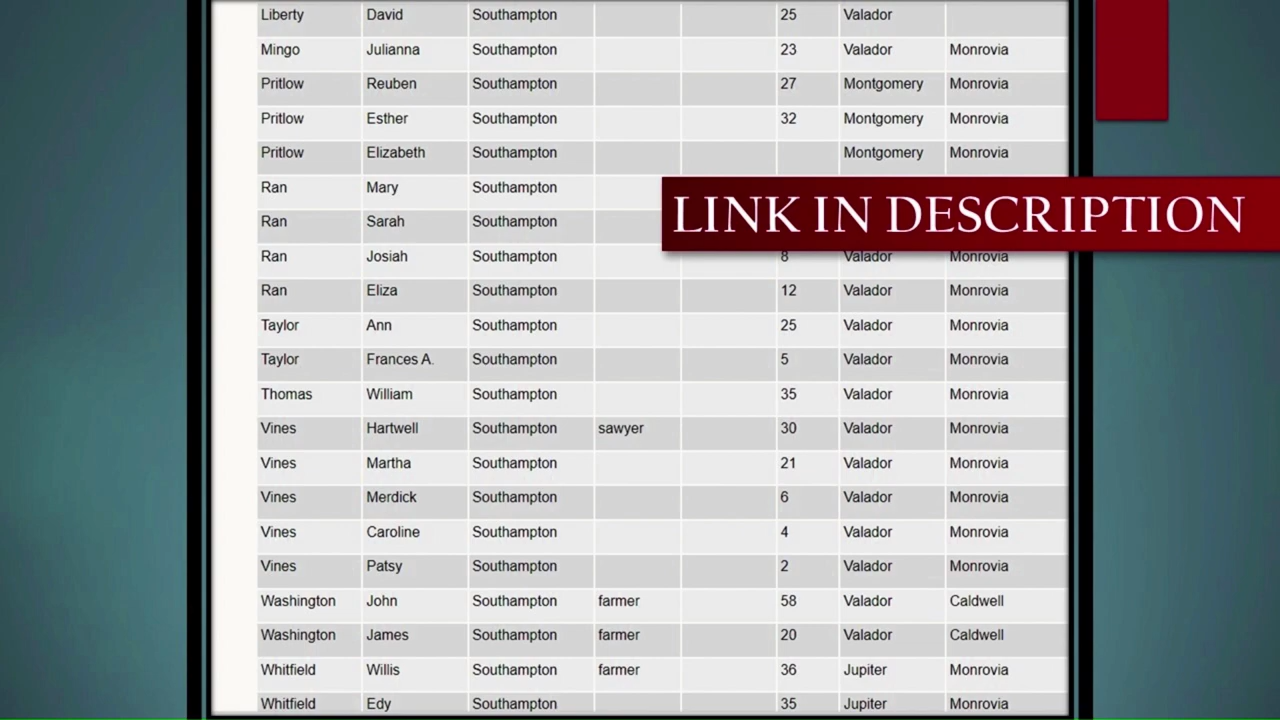 Liberty David Southampton 25 Valador
Mingo Julianna Southampton 23 Valador Monrovia
Pritlow Reuben Southampton 27 Montgomery Monrovia
Pritlow Esther Southampton 32 Montgomery Monrovia
Pritlow Elizabeth Southampton Montgomery Monrovia
Ran Mary Southampton
LINK IN DESCRIPTION
Ran Sarah Southampton
Ran Josiah Southampton 8 Valador Monrovia
Ran Eliza Southampton 12 Valador Monrovia
Taylor Ann Southampton 25 Valador Monrovia
Taylor Frances A. Southampton 5 Valador Monrovia
Thomas William Southampton 35 Valador Monrovia
Vines Hartwell Southampton sawyer 30 Valador Monrovia
Vines Martha Southampton 21 Valador Monrovia
Vines Merdick Southampton 6 Valador Monrovia
Vines Caroline Southampton 4 Valador Monrovia
Vines Patsy Southampton 2 Valador Monrovia
Washington John Southampton farmer 58 Valador Caldwell
Washington James Southampton farmer 20 Valador Caldwell
Whitfield Willis Southampton farmer 36 Jupiter Monrovia
Whitfield Edy Southampton 35 Jupiter Monrovia